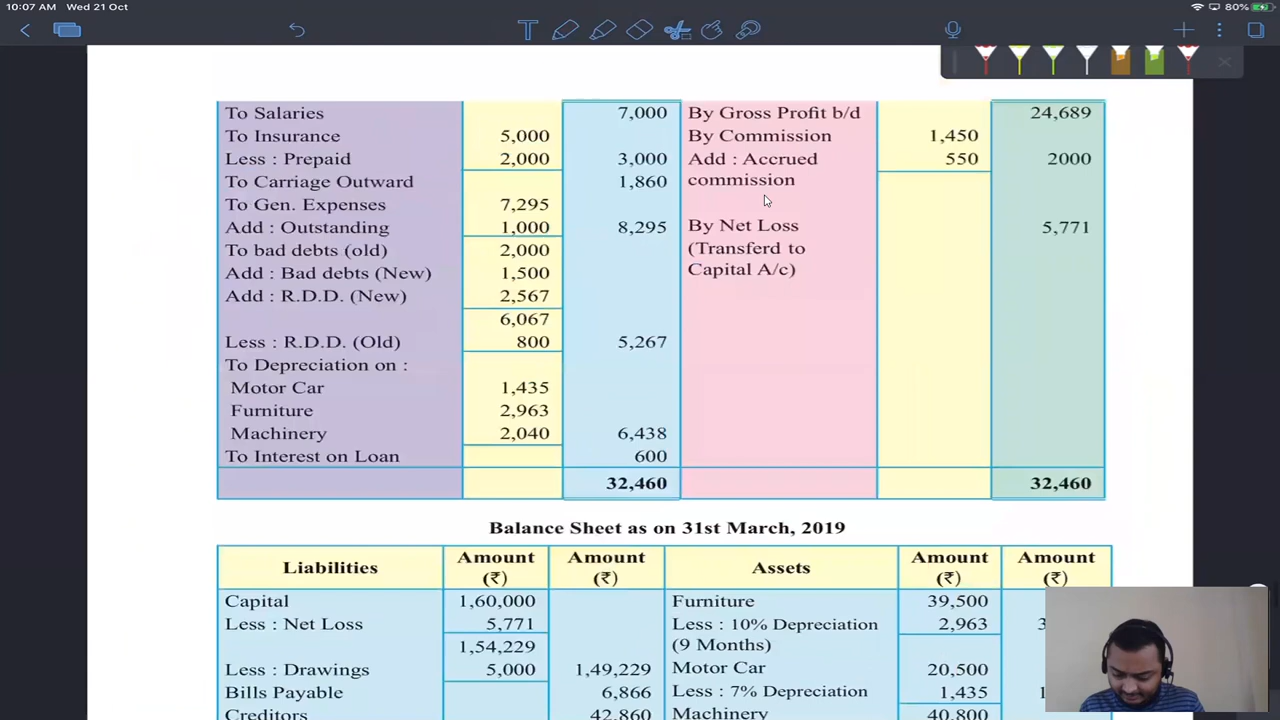 10:07 AM Wed 21 Oct 80%
To Salaries 7,000 By Gross Profit b/d 24,689
To Insurance 5,000 By Commission 1,450
Less : Prepaid 2,000 3,000 Add : Accrued 550 2000
To Carriage Outward 1,860 commission
To Gen. Expenses 7,295
Add : Outstanding 1,000 8,295 By Net Loss 5,771
To bad debts (old) 2,000 (Transferd to
Add : Bad debts (New) 1,500 Capital A/c)
Add : R.D.D. (New) 2,567
6,067
Less : R.D.D. (Old) 800 5,267
To Depreciation on :
Motor Car 1,435
Furniture 2,963
Machinery 2,040 6,438
To Interest on Loan 600
32,460 32,460
Balance Sheet as on 31st March, 2019
Liabilities Amount (₹) Amount (₹) Assets Amount (₹) Amount (₹)
Capital 1,60,000 Furniture 39,500
Less : Net Loss 5,771 Less : 10% Depreciation 2,963 3
1,54,229 (9 Months)
Less : Drawings 5,000 1,49,229 Motor Car 20,500
Bills Payable 6,866 Less : 7% Depreciation 1,435 1
Creditors 42,860 Machinery 40,800